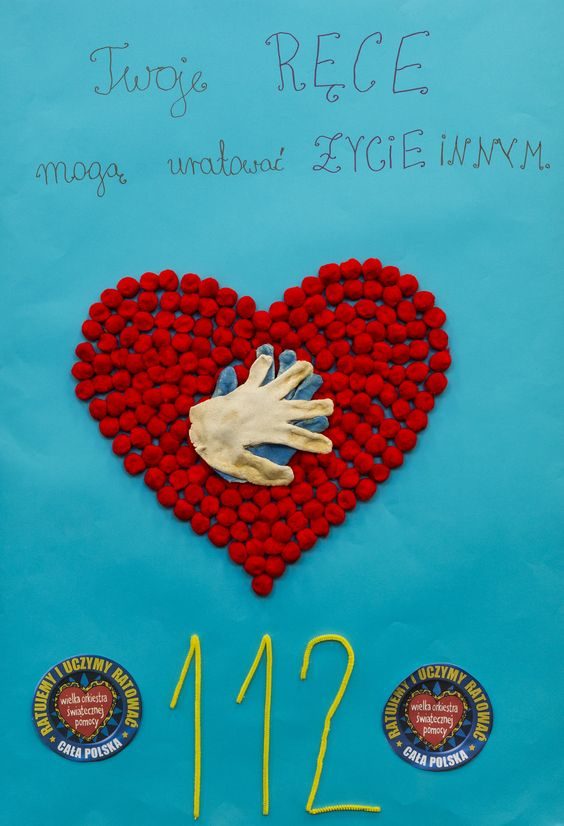 Twoje RĘCE
mogą uratować ŻYCIE INNYM.
112
RATUJEMY I UCZYMY RATOWAĆ
wielka orkiestra
świątecznej
pomocy
CAŁA POLSKA
RATUJEMY I UCZYMY RATOWAĆ
wielka orkiestra
świątecznej
pomocy
CAŁA POLSKA